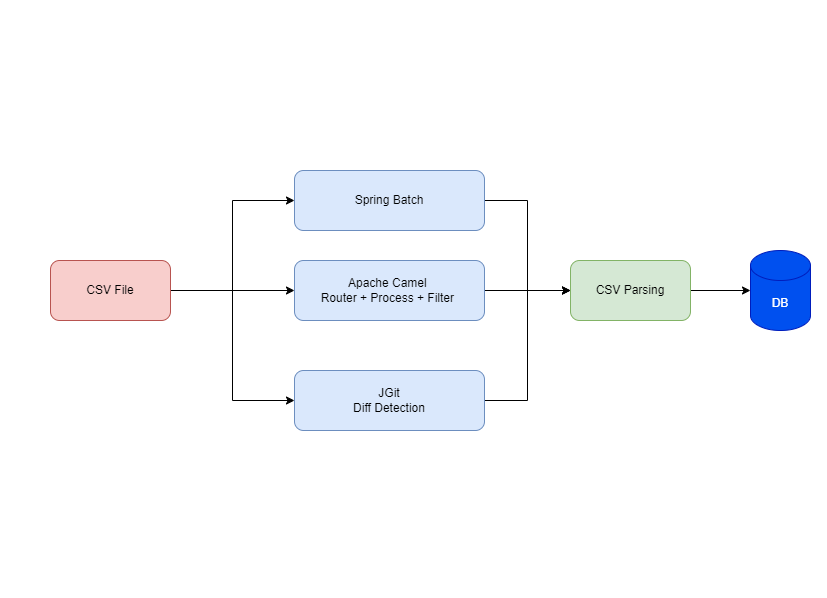 Spring Batch
CSV File
Apache Camel
Router + Process + Filter
CSV Parsing
DB
JGit
Diff Detection